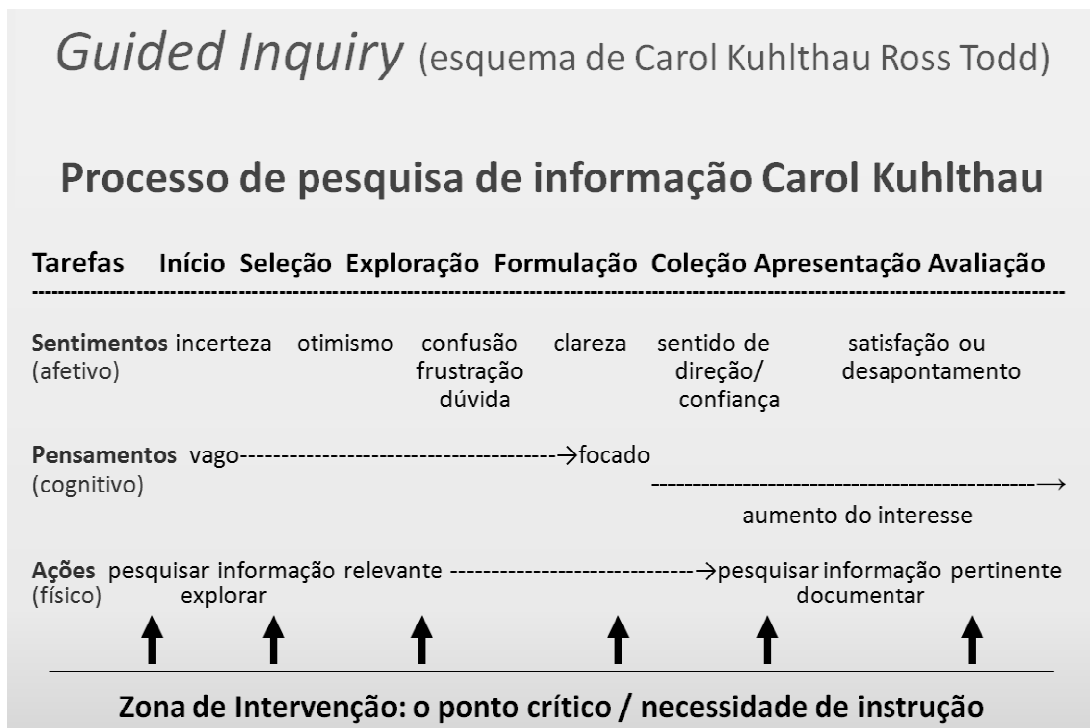 Guided Inquiry (esquema de Carol Kuhlthau Ross Todd)
Processo de pesquisa de informação Carol Kuhlthau
Tarefas Início Seleção Exploração Formulação Coleção Apresentação Avaliação
Sentimentos incerteza otimismo confusão clareza sentido de satisfação ou
(afetivo) frustração direção/ desapontamento
dúvida confiança
Pensamentos vago→focado
(cognitivo) →
aumento do interesse
Ações pesquisar informação relevante →pesquisar informação pertinente
(físico) explorar documentar
Zona de Intervenção: o ponto crítico / necessidade de instrução